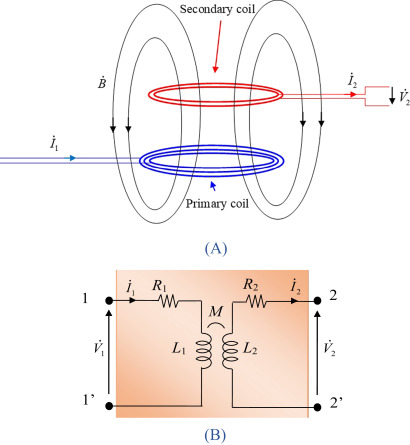 Secondary coil
Ḃ
İ₂
V̇₂
İ₁
Primary coil
(A)
1 İ₁ R₁ R₂ İ₂ 2
M
V̇₁ L₁ L₂ V̇₂
1' 2'
(B)